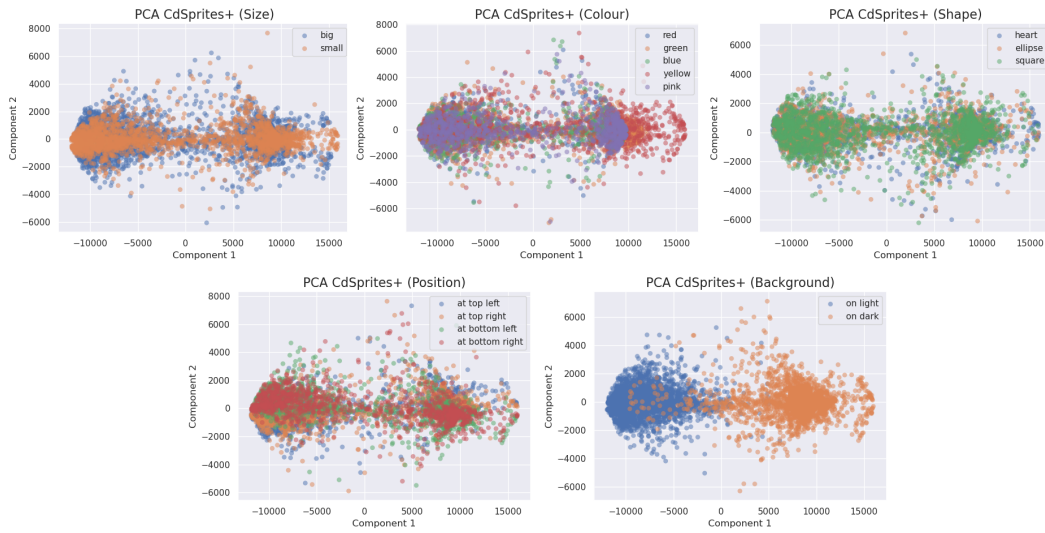 PCA CdSprites+ (Size)
8000
6000
4000
2000
0
−2000
−4000
−6000
Component 2
big
small
−10000 −5000 0 5000 10000 15000
Component 1
PCA CdSprites+ (Colour)
8000
6000
4000
2000
0
−2000
−4000
−6000
Component 2
red
green
blue
yellow
pink
−10000 −5000 0 5000 10000 15000
Component 1
PCA CdSprites+ (Shape)
6000
4000
2000
0
−2000
−4000
−6000
Component 2
heart
ellipse
square
−10000 −5000 0 5000 10000 15000
Component 1
PCA CdSprites+ (Position)
8000
6000
4000
2000
0
−2000
−4000
−6000
Component 2
at top left
at top right
at bottom left
at bottom right
−10000 −5000 0 5000 10000 15000
Component 1
PCA CdSprites+ (Background)
6000
4000
2000
0
−2000
−4000
−6000
Component 2
on light
on dark
−10000 −5000 0 5000 10000 15000
Component 1